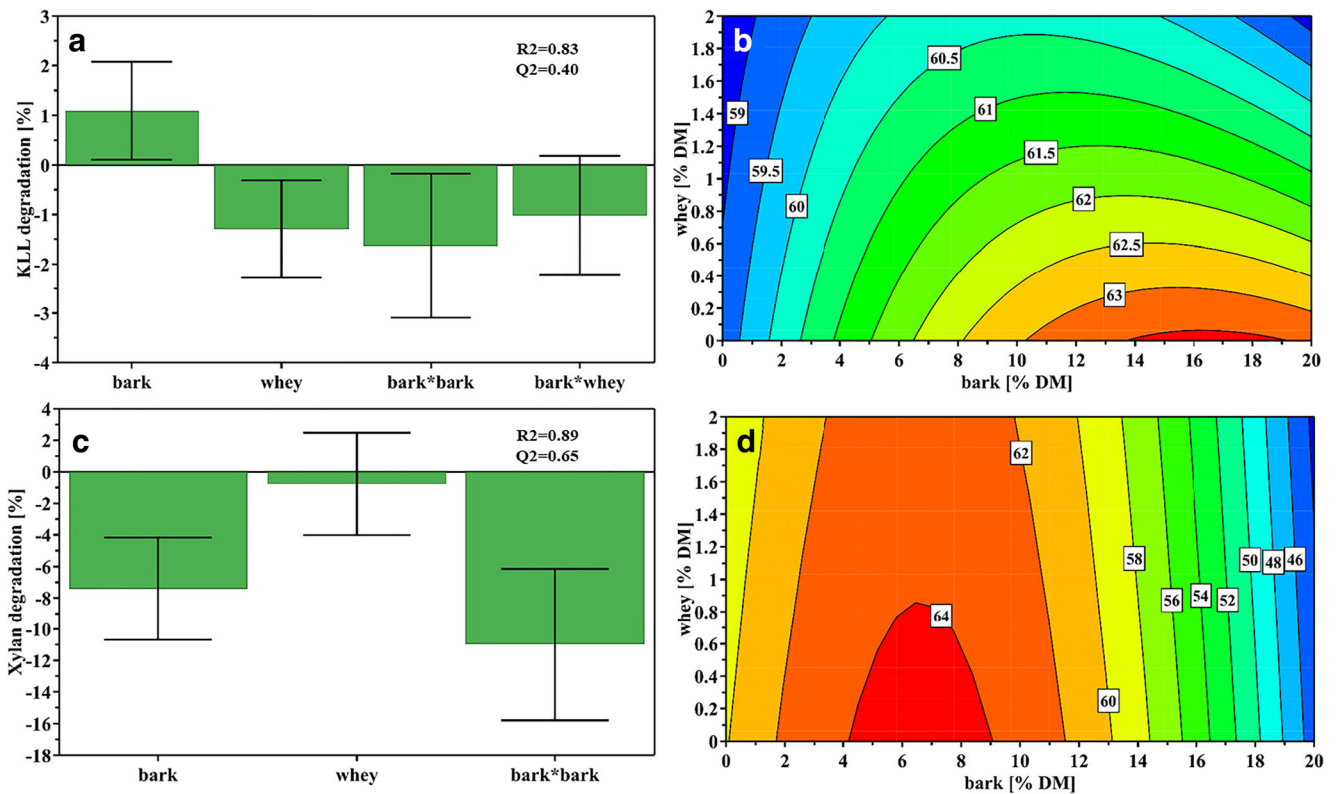 a
R2=0.83
Q2=0.40
KLL degradation [%]
3
2
1
0
-1
-2
-3
-4
bark
whey
bark*bark
bark*whey
b
whey [% DM]
2
1.8
1.6
1.4
1.2
1
0.8
0.6
0.4
0.2
0
59
59.5
60
60.5
61
61.5
62
62.5
63
0 2 4 6 8 10 12 14 16 18 20
bark [% DM]
c
R2=0.89
Q2=0.65
Xylan degradation [%]
4
2
0
-2
-4
-6
-8
-10
-12
-14
-16
-18
bark
whey
bark*bark
d
whey [% DM]
2
1.8
1.6
1.4
1.2
1
0.8
0.6
0.4
0.2
0
62
64
60
58
56
54
52
50
48
46
0 2 4 6 8 10 12 14 16 18 20
bark [% DM]